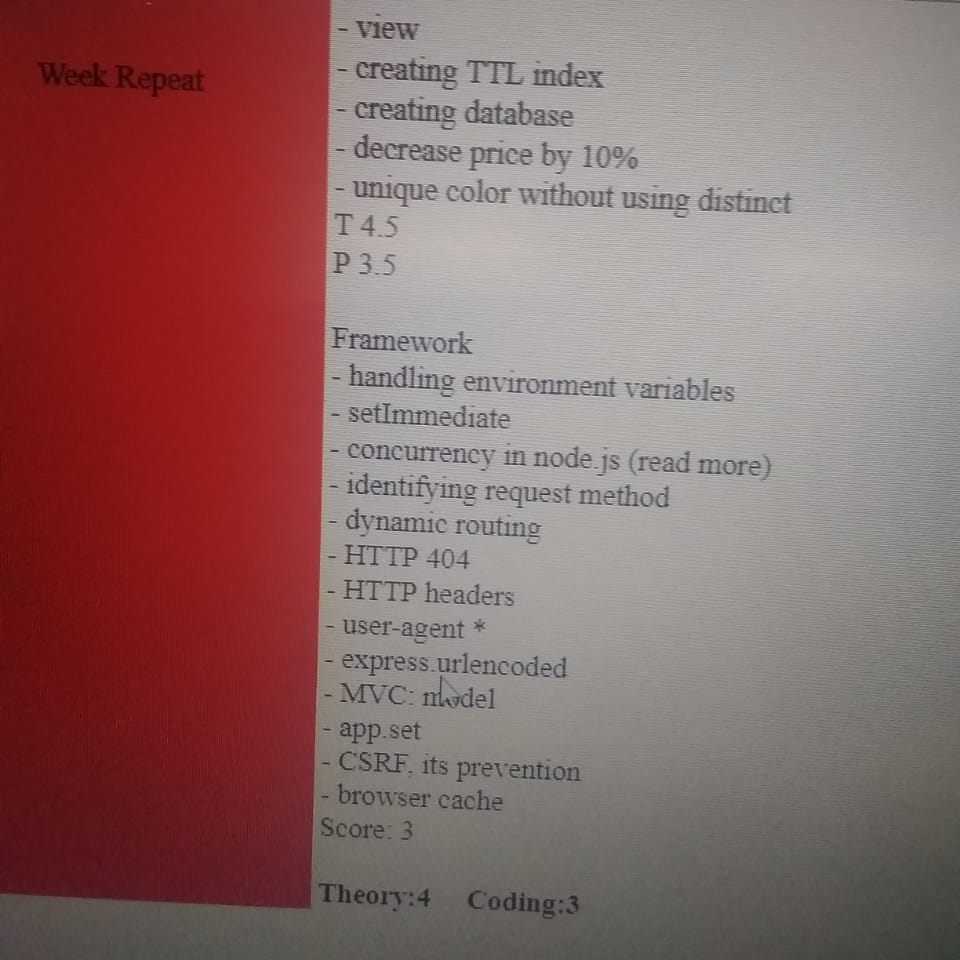 Week Repeat
- view
- creating TTL index
- creating database
- decrease price by 10%
- unique color without using distinct
T 4.5
P 3.5
Framework
- handling environment variables
- setImmediate
- concurrency in node.js (read more)
- identifying request method
- dynamic routing
- HTTP 404
- HTTP headers
- user-agent *
- express.urlencoded
- MVC: model
- app.set
- CSRF, its prevention
- browser cache
Score: 3
Theory:4 Coding:3